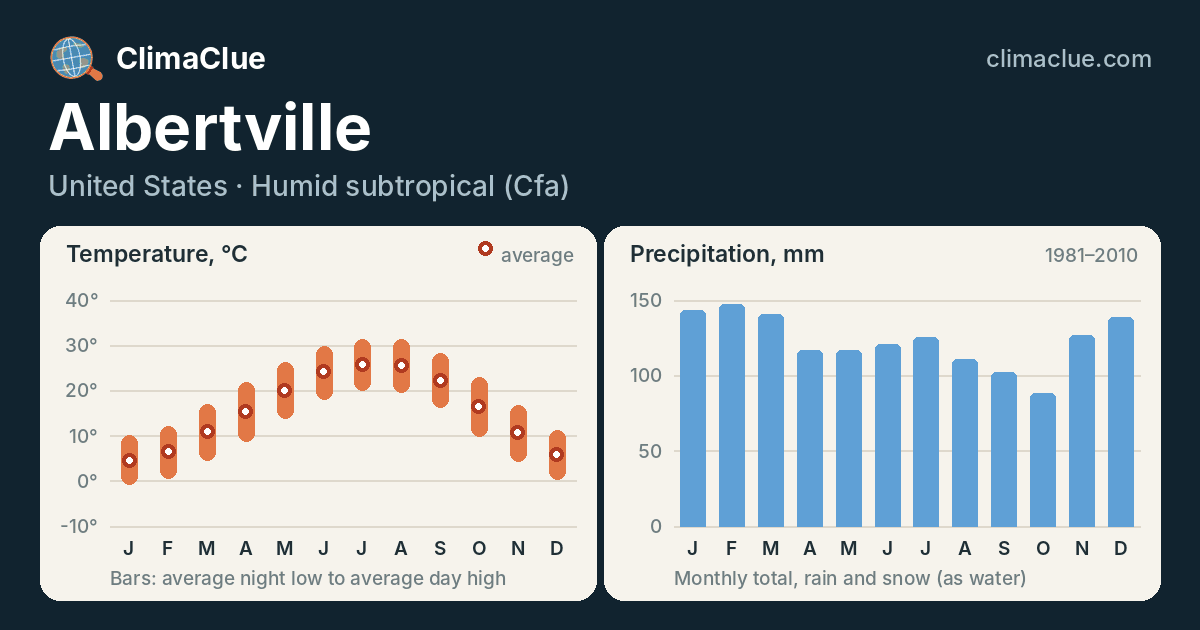 ClimaClue
climaclue.com
Albertville
United States · Humid subtropical (Cfa)
Temperature, °C
average
40°
30°
20°
10°
0°
-10°
J F M A M J J A S O N D
Bars: average night low to average day high
Precipitation, mm
1981–2010
150
100
50
0
J F M A M J J A S O N D
Monthly total, rain and snow (as water)